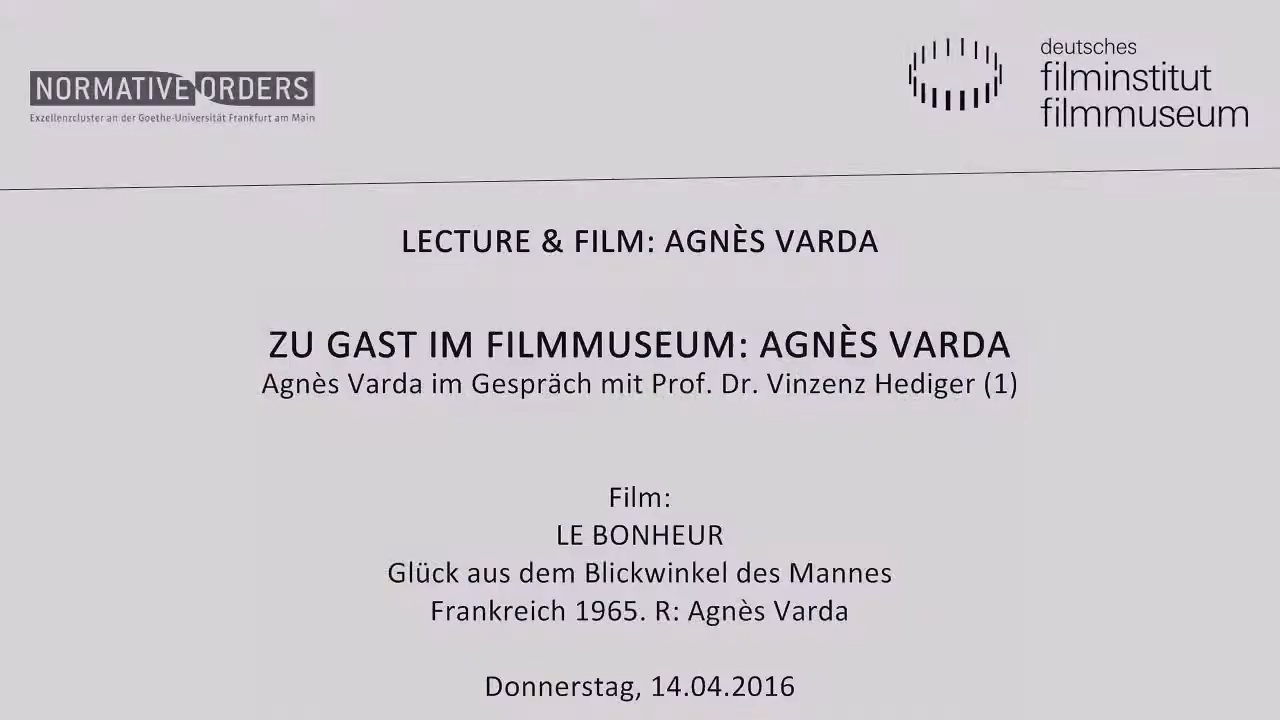 NORMATIVE ORDERS
Exzellenzcluster an der Goethe-Universität Frankfurt am Main
deutsches
filminstitut
filmmuseum
LECTURE & FILM: AGNÈS VARDA
ZU GAST IM FILMMUSEUM: AGNÈS VARDA
Agnès Varda im Gespräch mit Prof. Dr. Vinzenz Hediger (1)
Film:
LE BONHEUR
Glück aus dem Blickwinkel des Mannes
Frankreich 1965. R: Agnès Varda
Donnerstag, 14.04.2016